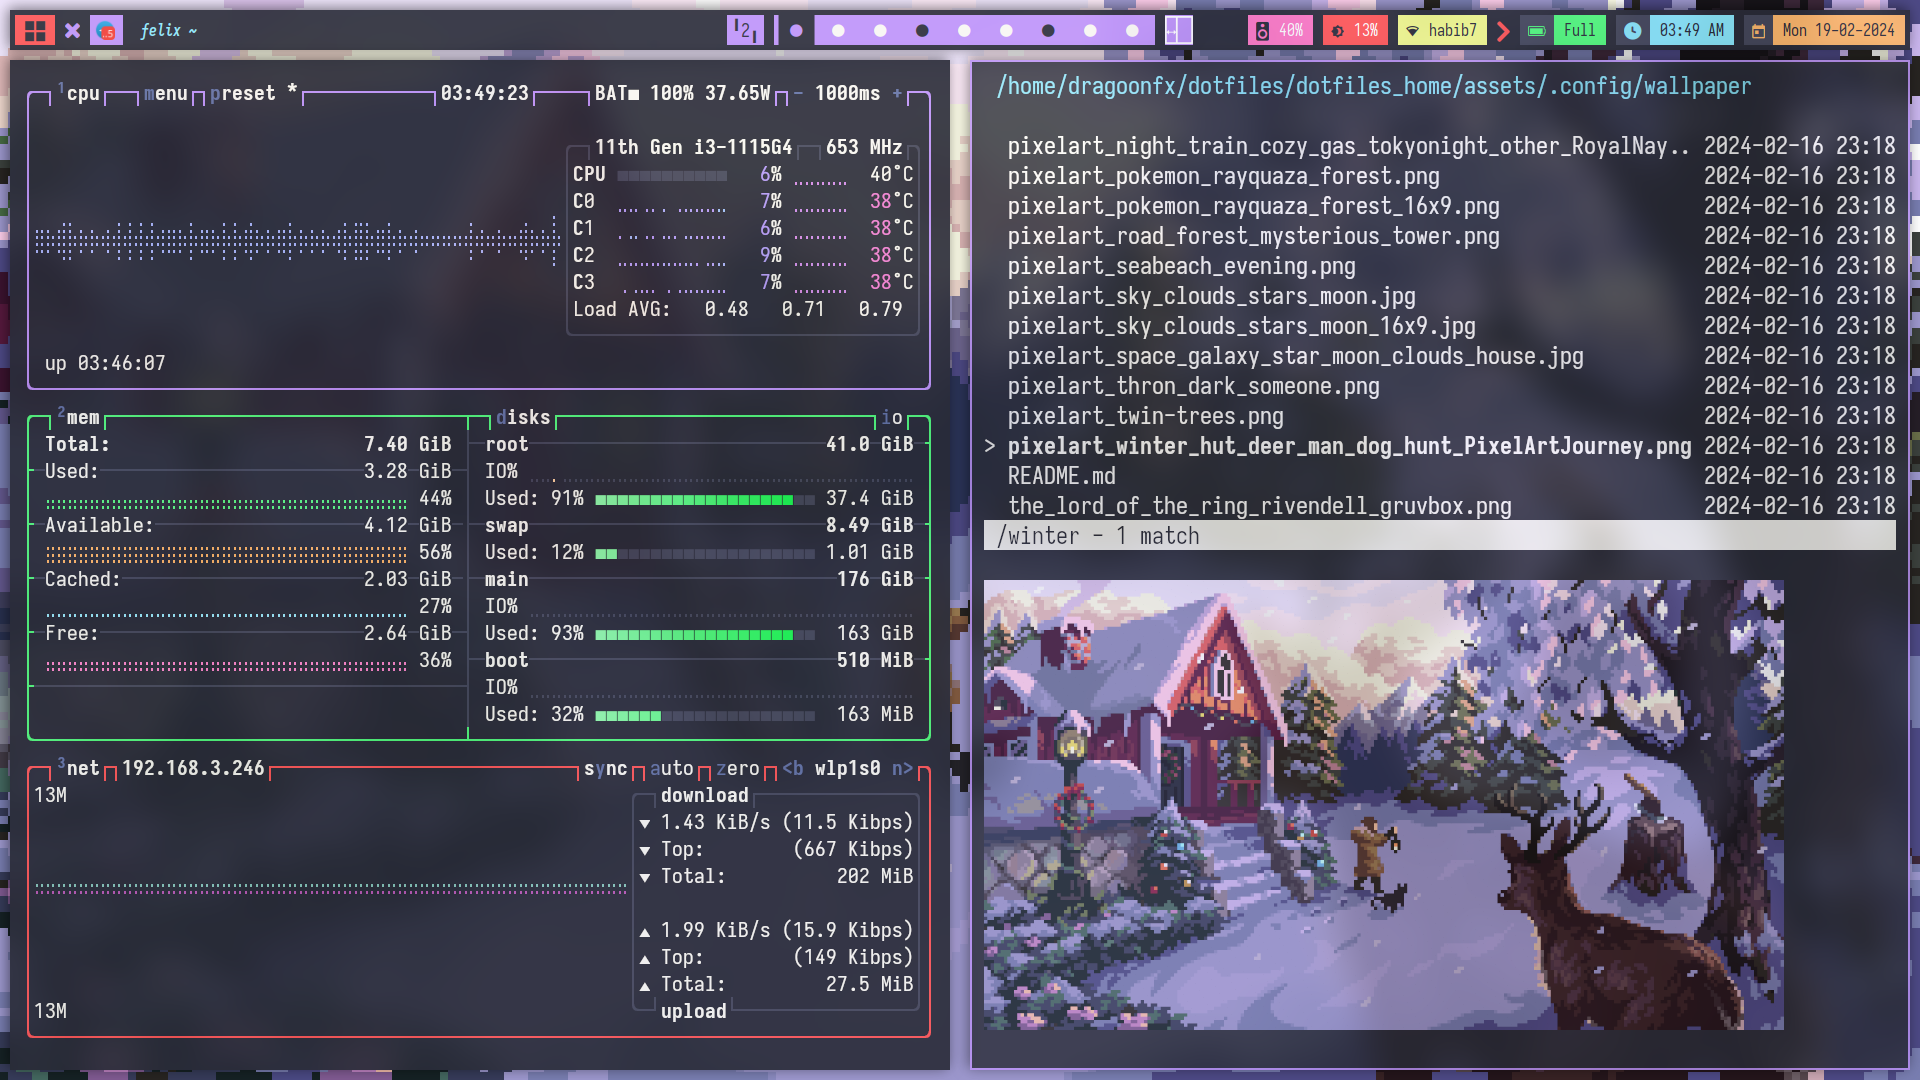 felix ~
2
40%
13%
habib7
Full
03:49 AM
Mon 19-02-2024
1cpu menu preset * 03:49:23 BAT■ 100% 37.65W - 1000ms +
11th Gen i3-1115G4 653 MHz
CPU 6% 40°C
C0 7% 38°C
C1 6% 38°C
C2 9% 38°C
C3 7% 38°C
Load AVG: 0.48 0.71 0.79
up 03:46:07
2mem
Total: 7.40 GiB
Used: 3.28 GiB
44%
Available: 4.12 GiB
56%
Cached: 2.03 GiB
27%
Free: 2.64 GiB
36%
disks io
root 41.0 GiB
IO%
Used: 91% 37.4 GiB
swap 8.49 GiB
Used: 12% 1.01 GiB
main 176 GiB
IO%
Used: 93% 163 GiB
boot 510 MiB
IO%
Used: 32% 163 MiB
3net 192.168.3.246 sync auto zero <b wlp1s0 n>
13M
download
▼ 1.43 KiB/s (11.5 Kibps)
▼ Top: (667 Kibps)
▼ Total: 202 MiB
▲ 1.99 KiB/s (15.9 Kibps)
▲ Top: (149 Kibps)
▲ Total: 27.5 MiB
upload
13M
/home/dragoonfx/dotfiles/dotfiles_home/assets/.config/wallpaper
pixelart_night_train_cozy_gas_tokyonight_other_RoyalNay.. 2024-02-16 23:18
pixelart_pokemon_rayquaza_forest.png 2024-02-16 23:18
pixelart_pokemon_rayquaza_forest_16x9.png 2024-02-16 23:18
pixelart_road_forest_mysterious_tower.png 2024-02-16 23:18
pixelart_seabeach_evening.png 2024-02-16 23:18
pixelart_sky_clouds_stars_moon.jpg 2024-02-16 23:18
pixelart_sky_clouds_stars_moon_16x9.jpg 2024-02-16 23:18
pixelart_space_galaxy_star_moon_clouds_house.jpg 2024-02-16 23:18
pixelart_thron_dark_someone.png 2024-02-16 23:18
pixelart_twin-trees.png 2024-02-16 23:18
> pixelart_winter_hut_deer_man_dog_hunt_PixelArtJourney.png 2024-02-16 23:18
README.md 2024-02-16 23:18
the_lord_of_the_ring_rivendell_gruvbox.png 2024-02-16 23:18
/winter - 1 match